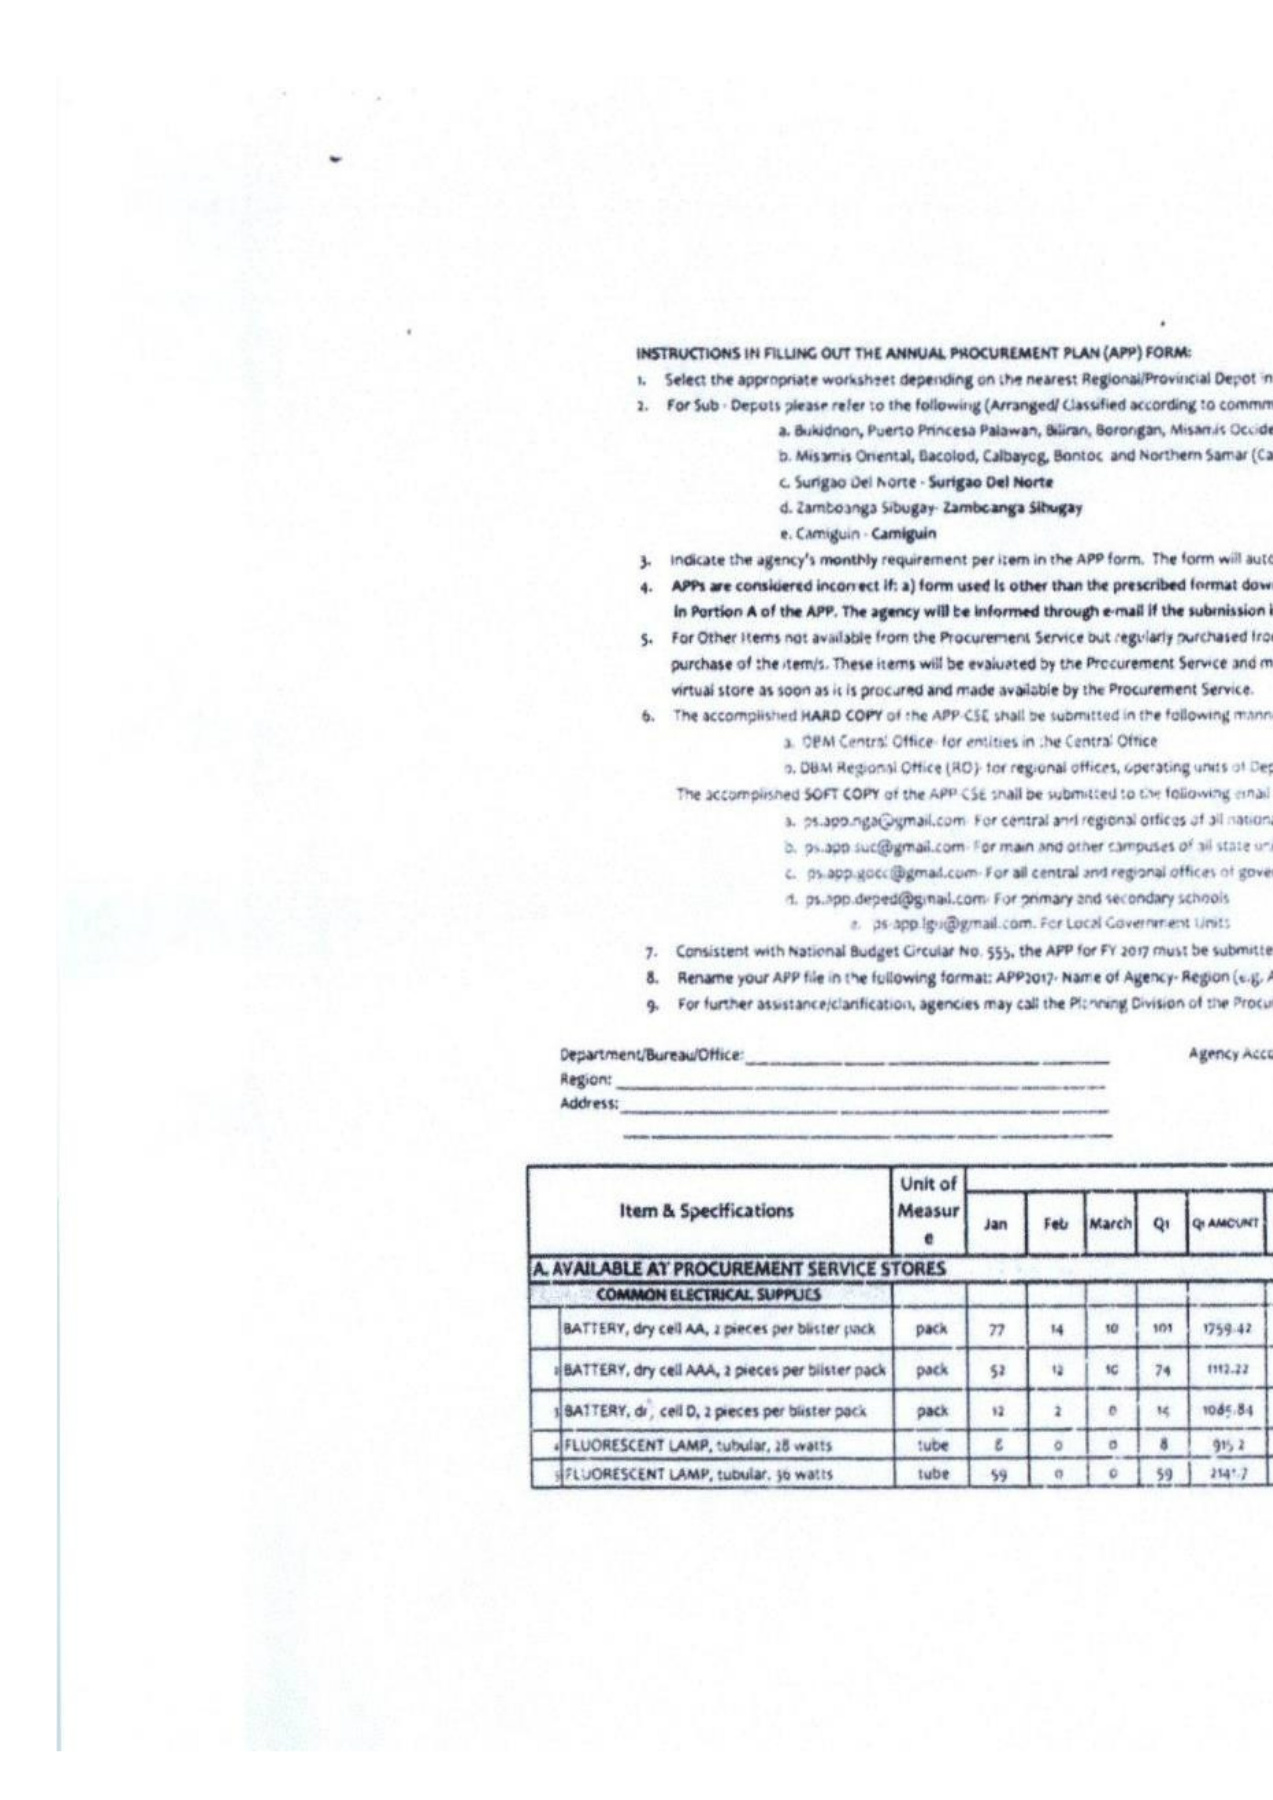 INSTRUCTIONS IN FILLING OUT THE ANNUAL PROCUREMENT PLAN (APP) FORM:
1. Select the appropriate worksheet depending on the nearest Regional/Provincial Depot in
2. For Sub - Depots please refer to the following (Arranged/ Classified according to commm
a. Bukidnon, Puerto Princesa Palawan, Biliran, Borongan, Misamis Occide
b. Misamis Oriental, Bacolod, Calbayog, Bontoc and Northern Samar (Ca
c. Surigao Del Norte - Surigao Del Norte
d. Zamboanga Sibugay- Zamboanga Sibugay
e. Camiguin - Camiguin
3. Indicate the agency's monthly requirement per item in the APP form. The form will auto
4. APPs are considered incorrect if: a) form used is other than the prescribed format dow
in Portion A of the APP. The agency will be informed through e-mail if the submission i
5. For Other Items not available from the Procurement Service but regularly purchased fro
purchase of the item/s. These items will be evaluated by the Procurement Service and m
virtual store as soon as it is procured and made available by the Procurement Service.
6. The accomplished HARD COPY of the APP-CSE shall be submitted in the following mann
a. DBM Central Office- for entities in the Central Office
b. DBM Regional Office (RO)- for regional offices, operating units of Dep
The accomplished SOFT COPY of the APP-CSE shall be submitted to the following email
a. ps.app.nga@gmail.com- For central and regional offices of all nationa
b. ps.app.suc@gmail.com- For main and other campuses of all state uni
c. ps.app.gocc@gmail.com- For all central and regional offices of gove
d. ps.app.deped@gmail.com- For primary and secondary schools
e. ps-app.lgu@gmail.com. For Local Government Units
7. Consistent with National Budget Circular No. 555, the APP for FY 2017 must be submitte
8. Rename your APP file in the following format: APP2017- Name of Agency- Region (e.g. A
9. For further assistance/clarification, agencies may call the Planning Division of the Procu
Department/Bureau/Office: Agency Acco
Region:
Address:
Item & Specifications Unit of Measur e Jan Feb March Q1 Q1 AMOUNT
A. AVAILABLE AT PROCUREMENT SERVICE STORES
COMMON ELECTRICAL SUPPLIES
BATTERY, dry cell AA, 2 pieces per blister pack pack 77 14 10 101 1759.42
2 BATTERY, dry cell AAA, 2 pieces per blister pack pack 52 12 10 74 1112.22
3 BATTERY, cell D, 2 pieces per blister pack pack 12 2 0 14 1085.84
4 FLUORESCENT LAMP, tubular, 28 watts tube 8 0 0 8 915.2
5 FLUORESCENT LAMP, tubular, 36 watts tube 59 0 0 59